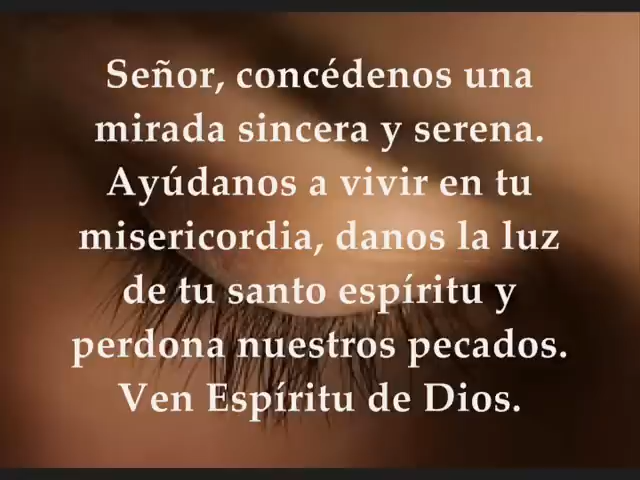 Señor, concédenos una
mirada sincera y serena.
Ayúdanos a vivir en tu
misericordia, danos la luz
de tu santo espíritu y
perdona nuestros pecados.
Ven Espíritu de Dios.